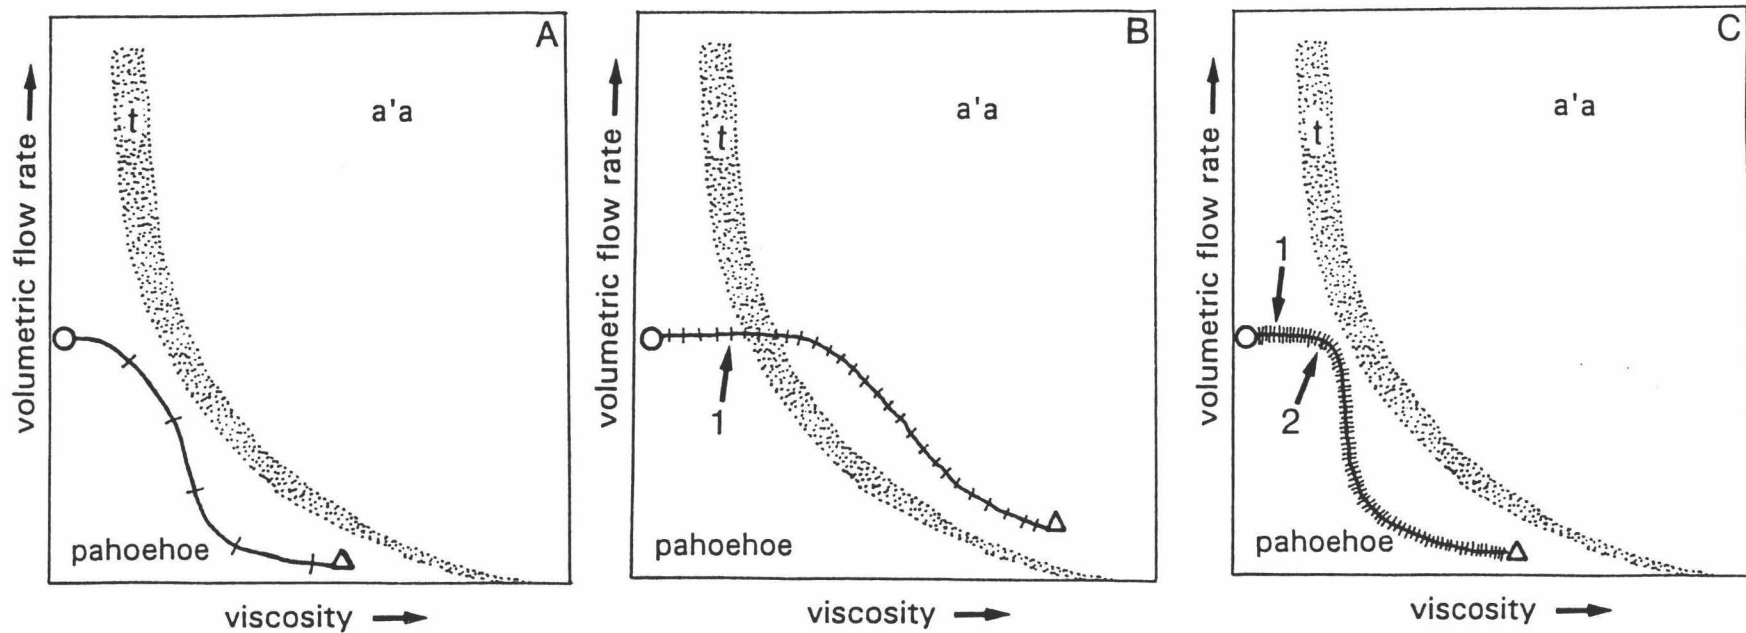 A
a'a
t
volumetric flow rate
pahoehoe
viscosity
B
a'a
t
volumetric flow rate
1
pahoehoe
viscosity
C
a'a
t
volumetric flow rate
1
2
pahoehoe
viscosity